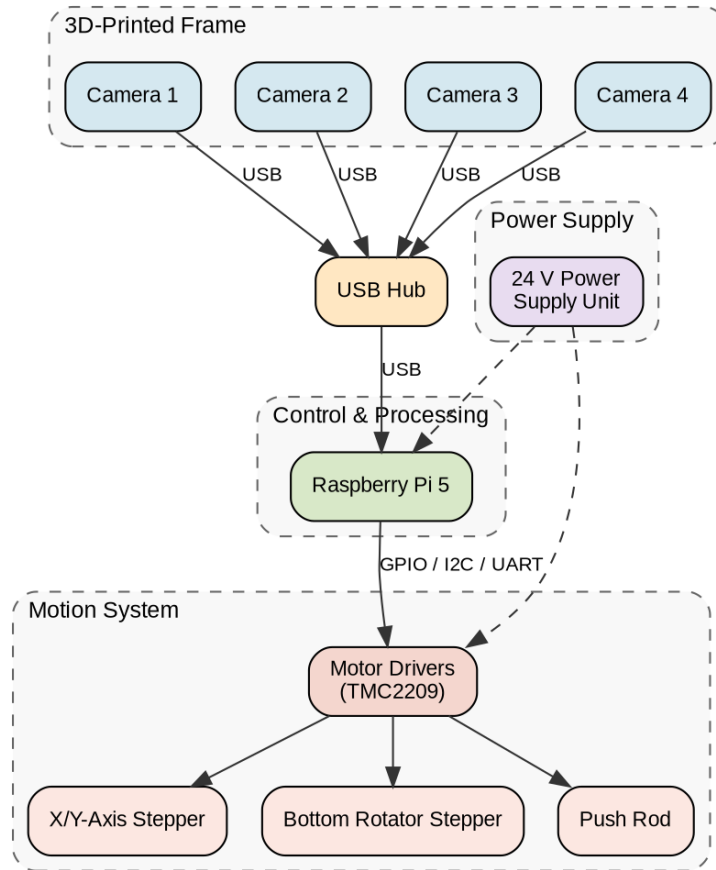 3D-Printed Frame
Camera 1
Camera 2
Camera 3
Camera 4
USB
USB
USB
USB
Power Supply
24 V Power
Supply Unit
USB Hub
USB
Control & Processing
Raspberry Pi 5
GPIO / I2C / UART
Motion System
Motor Drivers
(TMC2209)
X/Y-Axis Stepper
Bottom Rotator Stepper
Push Rod